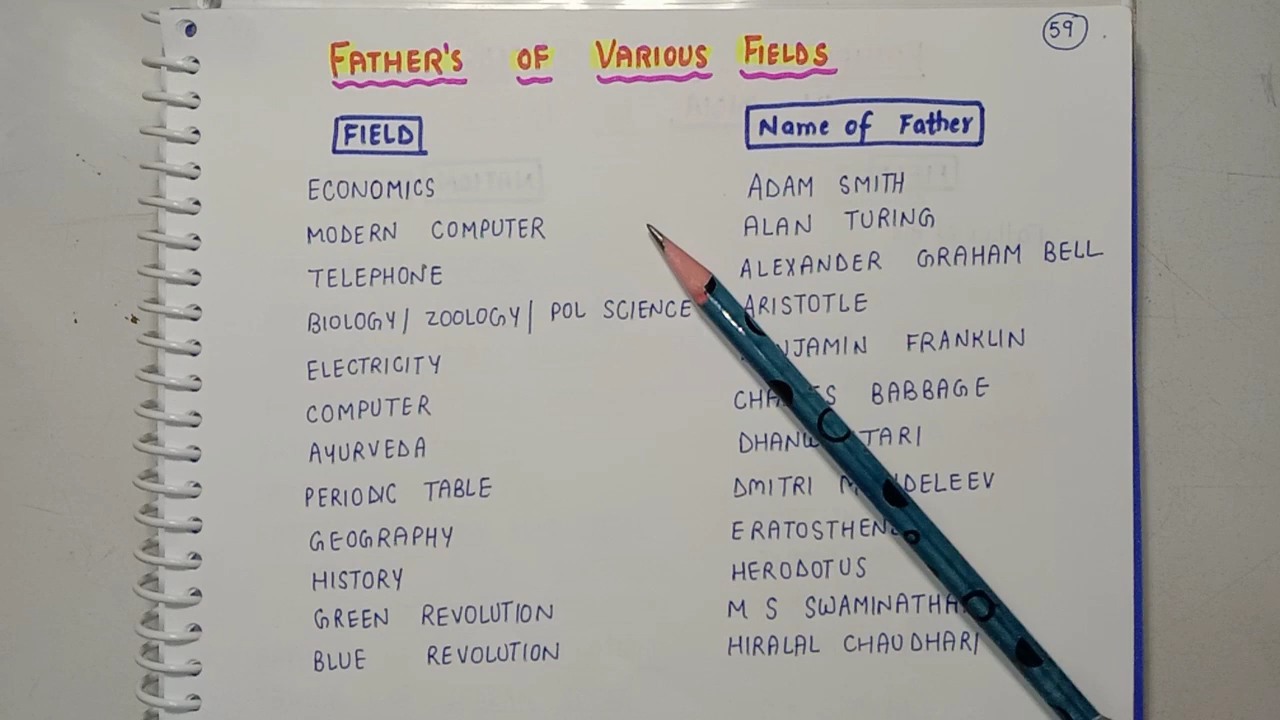 59
FATHER'S OF VARIOUS FIELDS
FIELD Name of Father
ECONOMICS ADAM SMITH
MODERN COMPUTER ALAN TURING
TELEPHONE ALEXANDER GRAHAM BELL
BIOLOGY/ ZOOLOGY/ POL SCIENCE ARISTOTLE
ELECTRICITY FRANKLIN
COMPUTER BABBAGE
AYURVEDA
PERIODIC TABLE DMITRI
GEOGRAPHY
HISTORY HERODOTUS
GREEN REVOLUTION M S
BLUE REVOLUTION HIRALAL CHAUDHARI